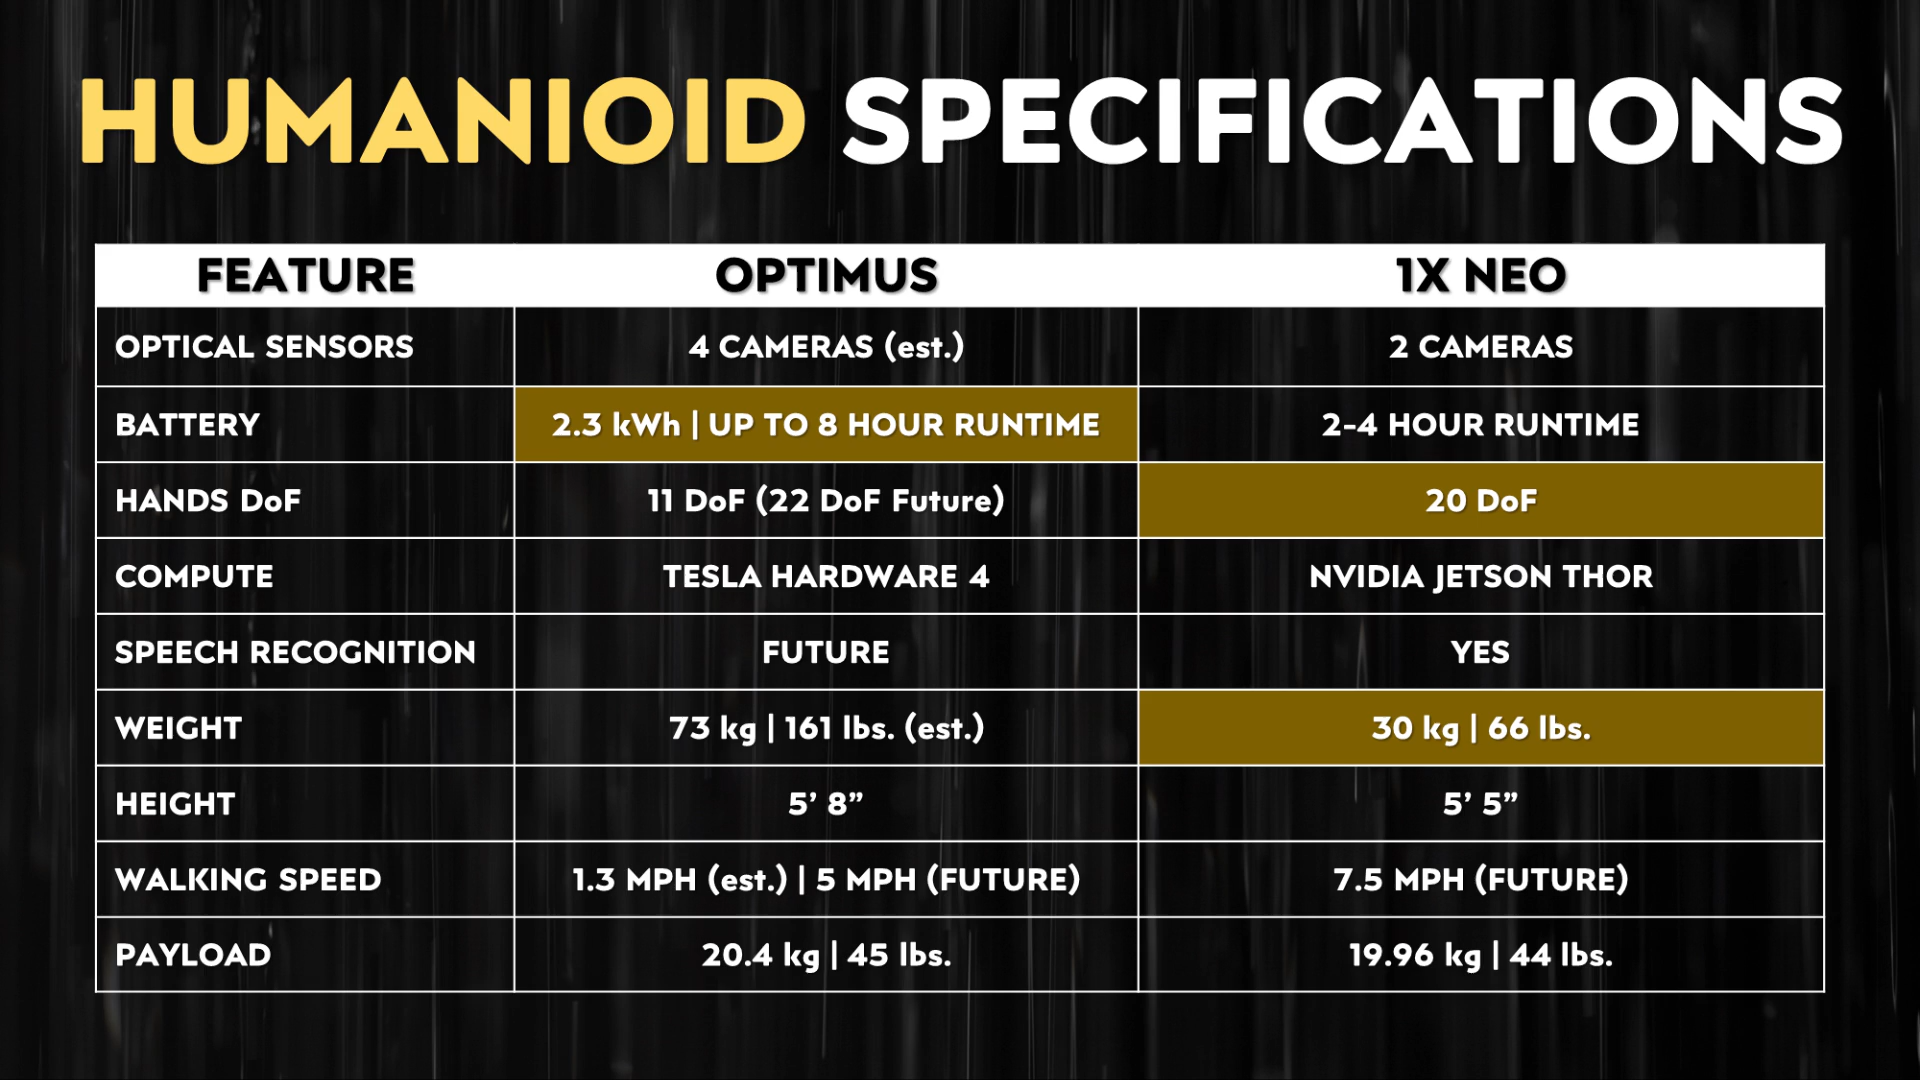 HUMANIOID SPECIFICATIONS
FEATURE OPTIMUS 1X NEO
OPTICAL SENSORS 4 CAMERAS (est.) 2 CAMERAS
BATTERY 2.3 kWh | UP TO 8 HOUR RUNTIME 2-4 HOUR RUNTIME
HANDS DoF 11 DoF (22 DoF Future) 20 DoF
COMPUTE TESLA HARDWARE 4 NVIDIA JETSON THOR
SPEECH RECOGNITION FUTURE YES
WEIGHT 73 kg | 161 lbs. (est.) 30 kg | 66 lbs.
HEIGHT 5’ 8” 5’ 5”
WALKING SPEED 1.3 MPH (est.) | 5 MPH (FUTURE) 7.5 MPH (FUTURE)
PAYLOAD 20.4 kg | 45 lbs. 19.96 kg | 44 lbs.